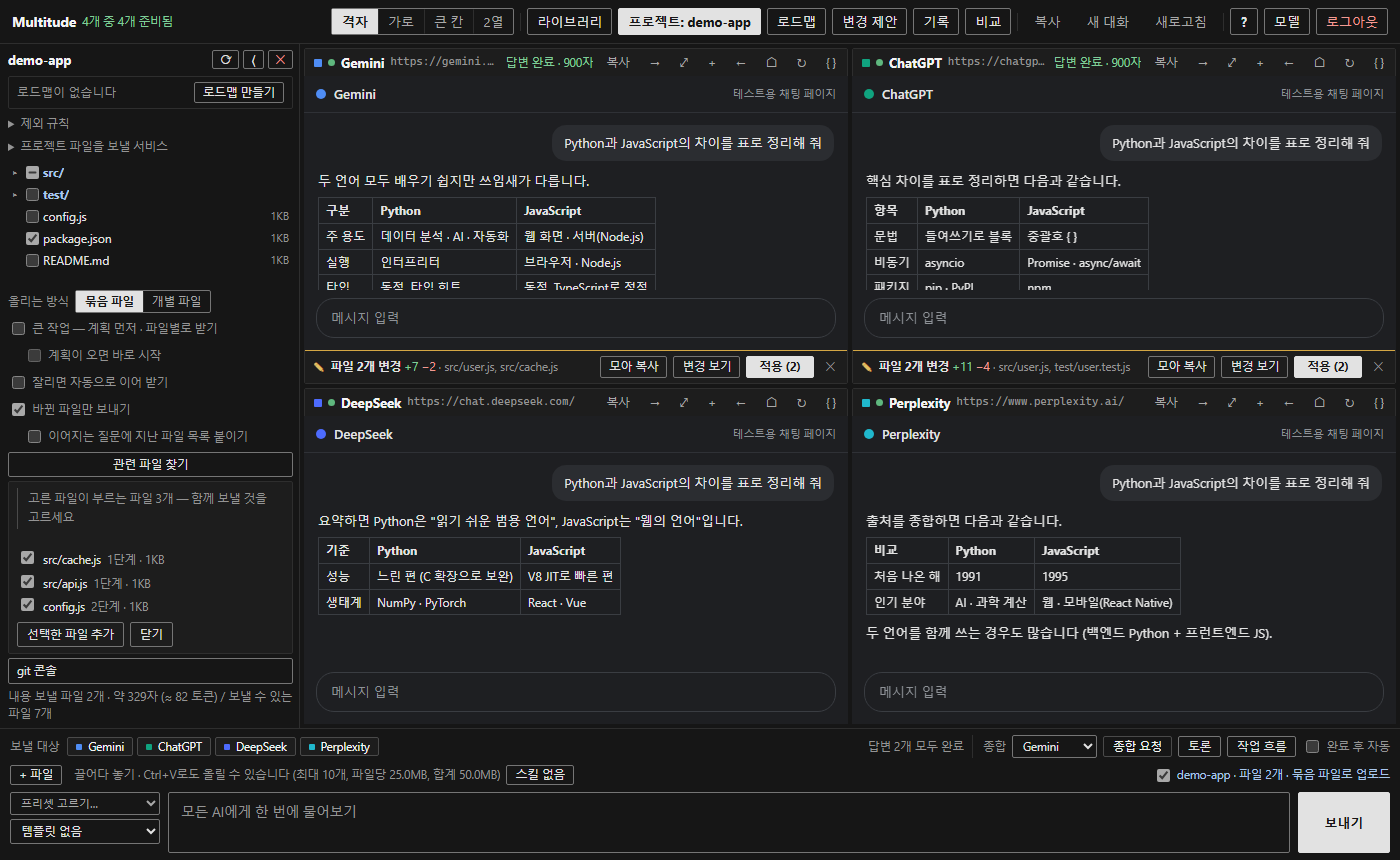 Multitude 4개 중 4개 준비됨 격자 가로 큰 칸 2열 라이브러리 프로젝트: demo-app 로드맵 변경 제안 기록 비교 복사 새 대화 새로고침 ? 모델 로그아웃
demo-app
로드맵이 없습니다 로드맵 만들기
제외 규칙
프로젝트 파일을 보낼 서비스
src/
test/
config.js 1KB
package.json 1KB
README.md 1KB
올리는 방식 묶음 파일 개별 파일
큰 작업 — 계획 먼저 · 파일별로 받기
계획이 오면 바로 시작
잘리면 자동으로 이어 받기
바뀐 파일만 보내기
이어지는 질문에 지난 파일 목록 붙이기
관련 파일 찾기
고른 파일이 부르는 파일 3개 — 함께 보낼 것을
고르세요
src/cache.js 1단계 · 1KB
src/api.js 1단계 · 1KB
config.js 2단계 · 1KB
선택한 파일 추가 닫기
git 콘솔
내용 보낼 파일 2개 · 약 329자 (≈ 82 토큰) / 보낼 수 있는
파일 7개
Gemini https://gemini.… 답변 완료 · 900자 복사 → ⤢ + ← ↻ {}
Gemini 테스트용 채팅 페이지
Python과 JavaScript의 차이를 표로 정리해 줘
두 언어 모두 배우기 쉽지만 쓰임새가 다릅니다.
구분 Python JavaScript
주 용도 데이터 분석 · AI · 자동화 웹 화면 · 서버(Node.js)
실행 인터프리터 브라우저 · Node.js
타입 동적, 타입 힌트 동적, TypeScript로 정적
메시지 입력
파일 2개 변경 +7 −2 · src/user.js, src/cache.js 모아 복사 변경 보기 적용 (2) ×
ChatGPT https://chatgp… 답변 완료 · 900자 복사 → ⤢ + ← ↻ {}
ChatGPT 테스트용 채팅 페이지
Python과 JavaScript의 차이를 표로 정리해 줘
핵심 차이를 표로 정리하면 다음과 같습니다.
항목 Python JavaScript
문법 들여쓰기로 블록 중괄호 { }
비동기 asyncio Promise · async/await
패키지 pip · PyPI npm
메시지 입력
파일 2개 변경 +11 −4 · src/user.js, test/user.test.js 모아 복사 변경 보기 적용 (2) ×
DeepSeek https://chat.deepseek.com/ 복사 → ⤢ + ← ↻ {}
DeepSeek 테스트용 채팅 페이지
Python과 JavaScript의 차이를 표로 정리해 줘
요약하면 Python은 "읽기 쉬운 범용 언어", JavaScript는 "웹의 언어"입니다.
기준 Python JavaScript
성능 느린 편 (C 확장으로 보완) V8 JIT로 빠른 편
생태계 NumPy · PyTorch React · Vue
메시지 입력
Perplexity https://www.perplexity.ai/ 복사 → ⤢ + ← ↻ {}
Perplexity 테스트용 채팅 페이지
Python과 JavaScript의 차이를 표로 정리해 줘
출처를 종합하면 다음과 같습니다.
비교 Python JavaScript
처음 나온 해 1991 1995
인기 분야 AI · 과학 계산 웹 · 모바일(React Native)
두 언어를 함께 쓰는 경우도 많습니다 (백엔드 Python + 프런트엔드 JS).
메시지 입력
보낼 대상 Gemini ChatGPT DeepSeek Perplexity 답변 2개 모두 완료 종합 Gemini 종합 요청 토론 작업 흐름 완료 후 자동
+ 파일 끌어다 놓기 · Ctrl+V로도 올릴 수 있습니다 (최대 10개, 파일당 25.0MB, 합계 50.0MB) 스킬 없음 demo-app · 파일 2개 · 묶음 파일로 업로드
프리셋 고르기...
템플릿 없음
모든 AI에게 한 번에 물어보기
보내기